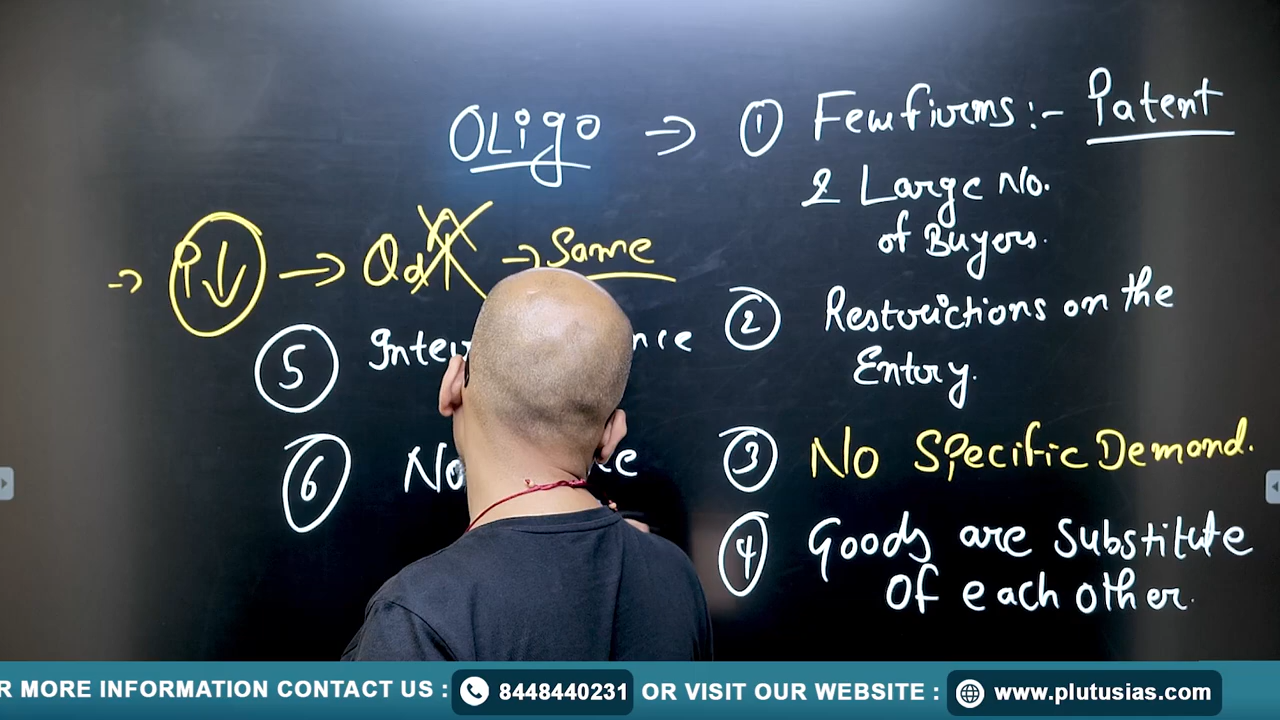 OLigo → ① Few firms :- Patent
2 Large No.
of Buyers.
→ P↓ → Qd↑ → Same
② Restrictions on the
Entry.
③ No Specific Demand.
④ Goods are substitute
of each other.
⑤
⑥
R MORE INFORMATION CONTACT US : 8448440231 OR VISIT OUR WEBSITE : www.plutusias.com